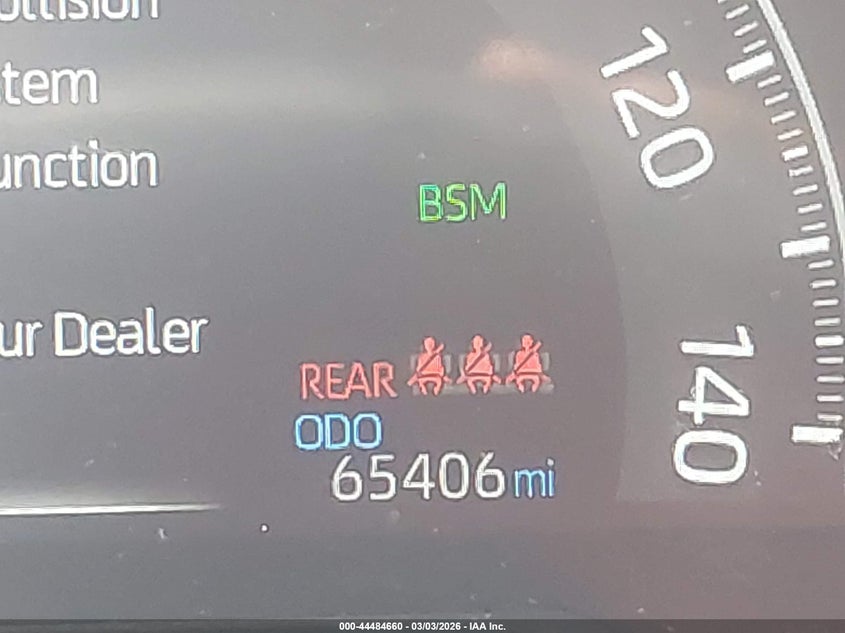 ollision
tem
unction
BSM
ur Dealer
REAR
ODO
65406 mi
120
140
000-44484660 - 03/03/2026 - IAA Inc.